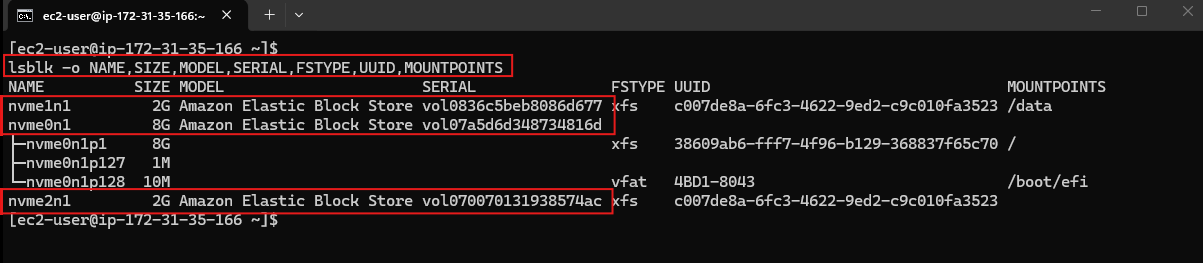 ec2-user@ip-172-31-35-166:~
[ec2-user@ip-172-31-35-166 ~]$
lsblk -o NAME,SIZE,MODEL,SERIAL,FSTYPE,UUID,MOUNTPOINTS
NAME SIZE MODEL SERIAL FSTYPE UUID MOUNTPOINTS
nvme1n1 2G Amazon Elastic Block Store vol0836c5beb8086d677 xfs c007de8a-6fc3-4622-9ed2-c9c010fa3523 /data
nvme0n1 8G Amazon Elastic Block Store vol07a5d6d348734816d
├─nvme0n1p1 8G xfs 38609ab6-fff7-4f96-b129-368837f65c70 /
├─nvme0n1p127 1M
└─nvme0n1p128 10M vfat 4BD1-8043 /boot/efi
nvme2n1 2G Amazon Elastic Block Store vol070070131938574ac xfs c007de8a-6fc3-4622-9ed2-c9c010fa3523
[ec2-user@ip-172-31-35-166 ~]$